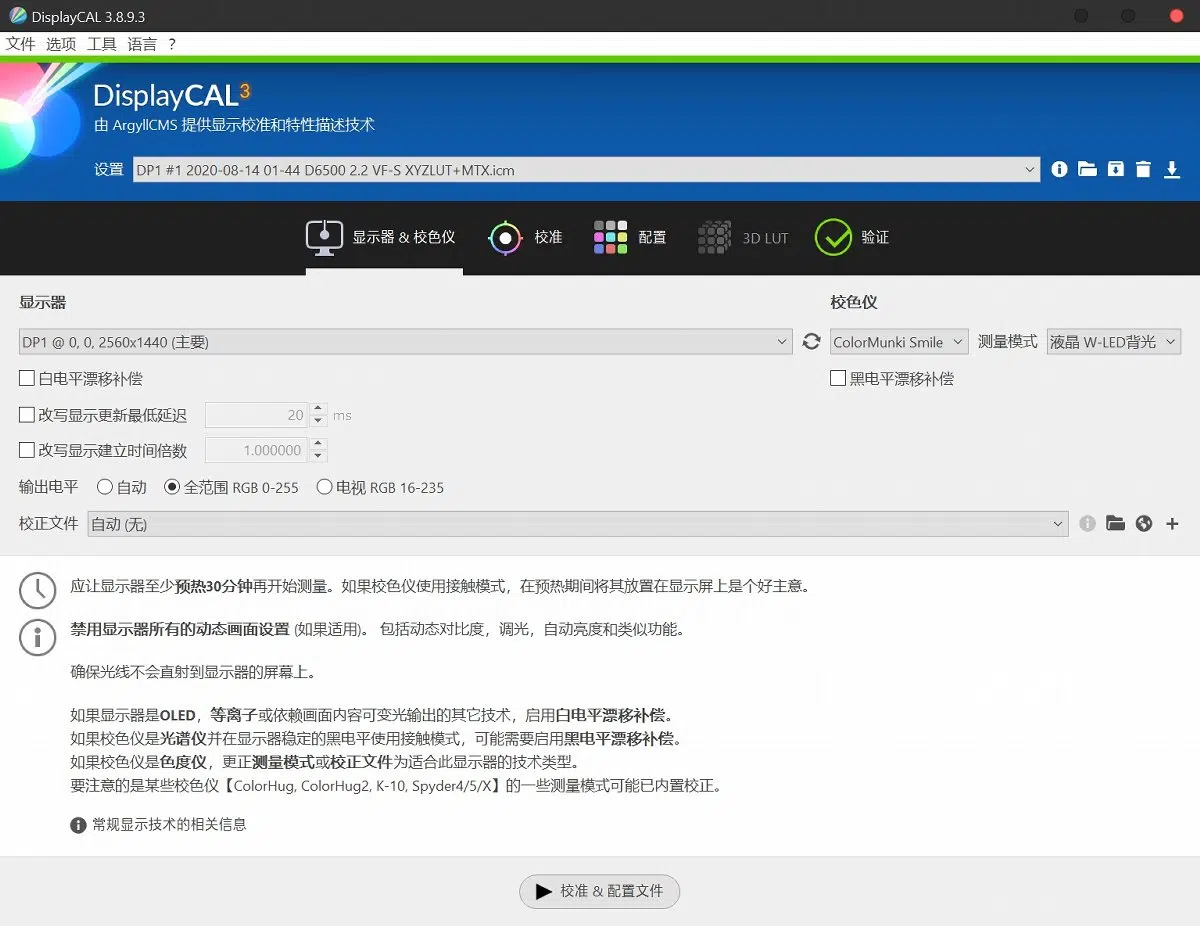 DisplayCAL 3.8.9.3
文件 选项 工具 语言 ?
DisplayCAL3
由 ArgyllCMS 提供显示校准和特性描述技术
设置 DP1 #1 2020-08-14 01-44 D6500 2.2 VF-S XYZLUT+MTX.icm
显示器 & 校色仪 校准 配置 3D LUT 验证
显示器 校色仪
DP1 @ 0, 0, 2560x1440 (主要) ColorMunki Smile 测量模式 液晶 W-LED背光
白电平漂移补偿 黑电平漂移补偿
改写显示更新最低延迟 20 ms
改写显示建立时间倍数 1.000000
输出电平 自动 全范围 RGB 0-255 电视 RGB 16-235
校正文件 自动 (无)
应让显示器至少预热30分钟再开始测量。如果校色仪使用接触模式，在预热期间将其放置在显示屏上是个好主意。
禁用显示器所有的动态画面设置 (如果适用)。 包括动态对比度，调光，自动亮度和类似功能。
确保光线不会直射到显示器的屏幕上。
如果显示器是OLED，等离子或依赖画面内容可变光输出的其它技术，启用白电平漂移补偿。
如果校色仪是光谱仪并在显示器稳定的黑电平使用接触模式，可能需要启用黑电平漂移补偿。
如果校色仪是色度仪，更正测量模式或校正文件为适合此显示器的技术类型。
要注意的是某些校色仪【ColorHug, ColorHug2, K-10, Spyder4/5/X】的一些测量模式可能已内置校正。
常规显示技术的相关信息
校准 & 配置文件